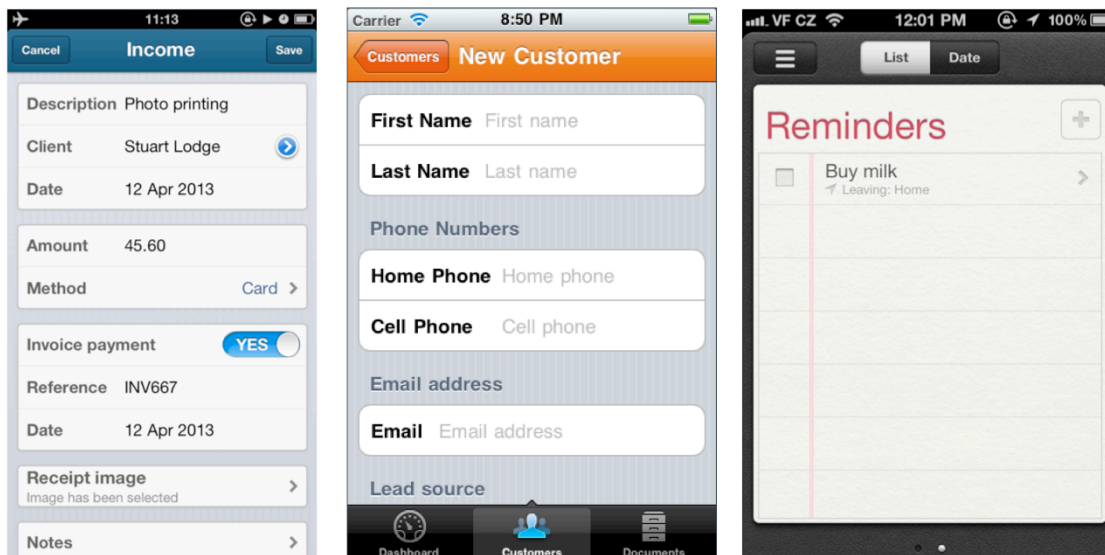 11:13
Cancel Income Save
Description Photo printing
Client Stuart Lodge
Date 12 Apr 2013
Amount 45.60
Method Card
Invoice payment YES
Reference INV667
Date 12 Apr 2013
Receipt image
Image has been selected
Notes
Carrier 8:50 PM
Customers New Customer
First Name First name
Last Name Last name
Phone Numbers
Home Phone Home phone
Cell Phone Cell phone
Email address
Email Email address
Lead source
Dashboard Customers Documents
VF CZ 12:01 PM 100%
List Date
Reminders
Buy milk
Leaving: Home